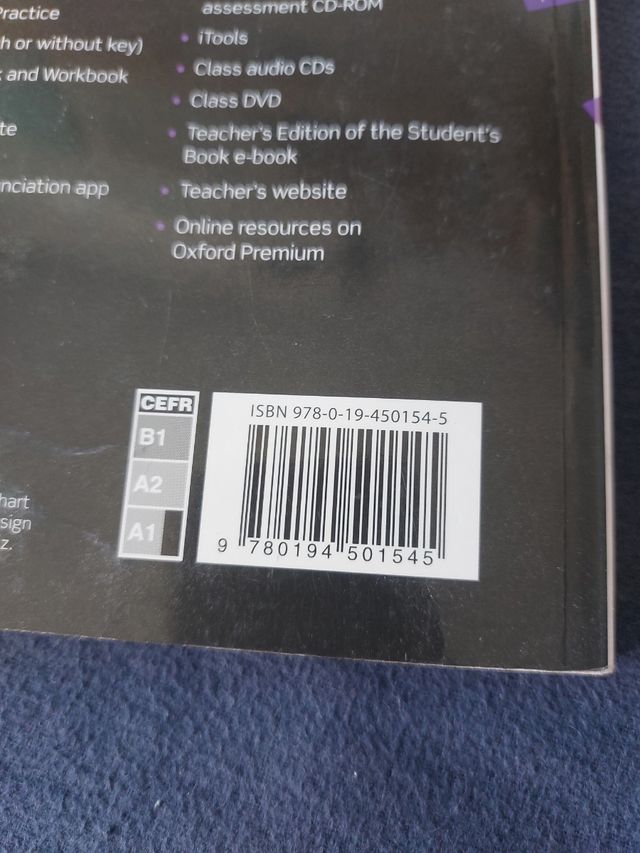 Practice
h or without key)
and Workbook
te
nciation app
assessment CD-ROM
• iTools
• Class audio CDs
• Class DVD
• Teacher's Edition of the Student's
Book e-book
• Teacher's website
• Online resources on
Oxford Premium
CEFR
B1
A2
A1
ISBN 978-0-19-450154-5
9 780194 501545
hart
sign
z.